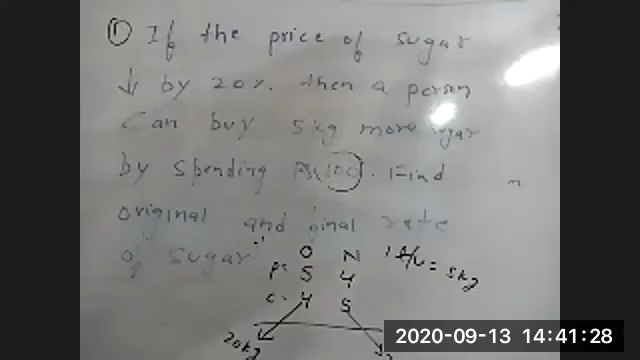 ① If the price of sugar
↓ by 20%. then a person
Can buy 5kg more sugar
by spending Rs(100). Find
original and final rate
of sugar
O N 1 A/U = 5kg
P: 5 4
C: 4 5
20kg
2020-09-13 14:41:28